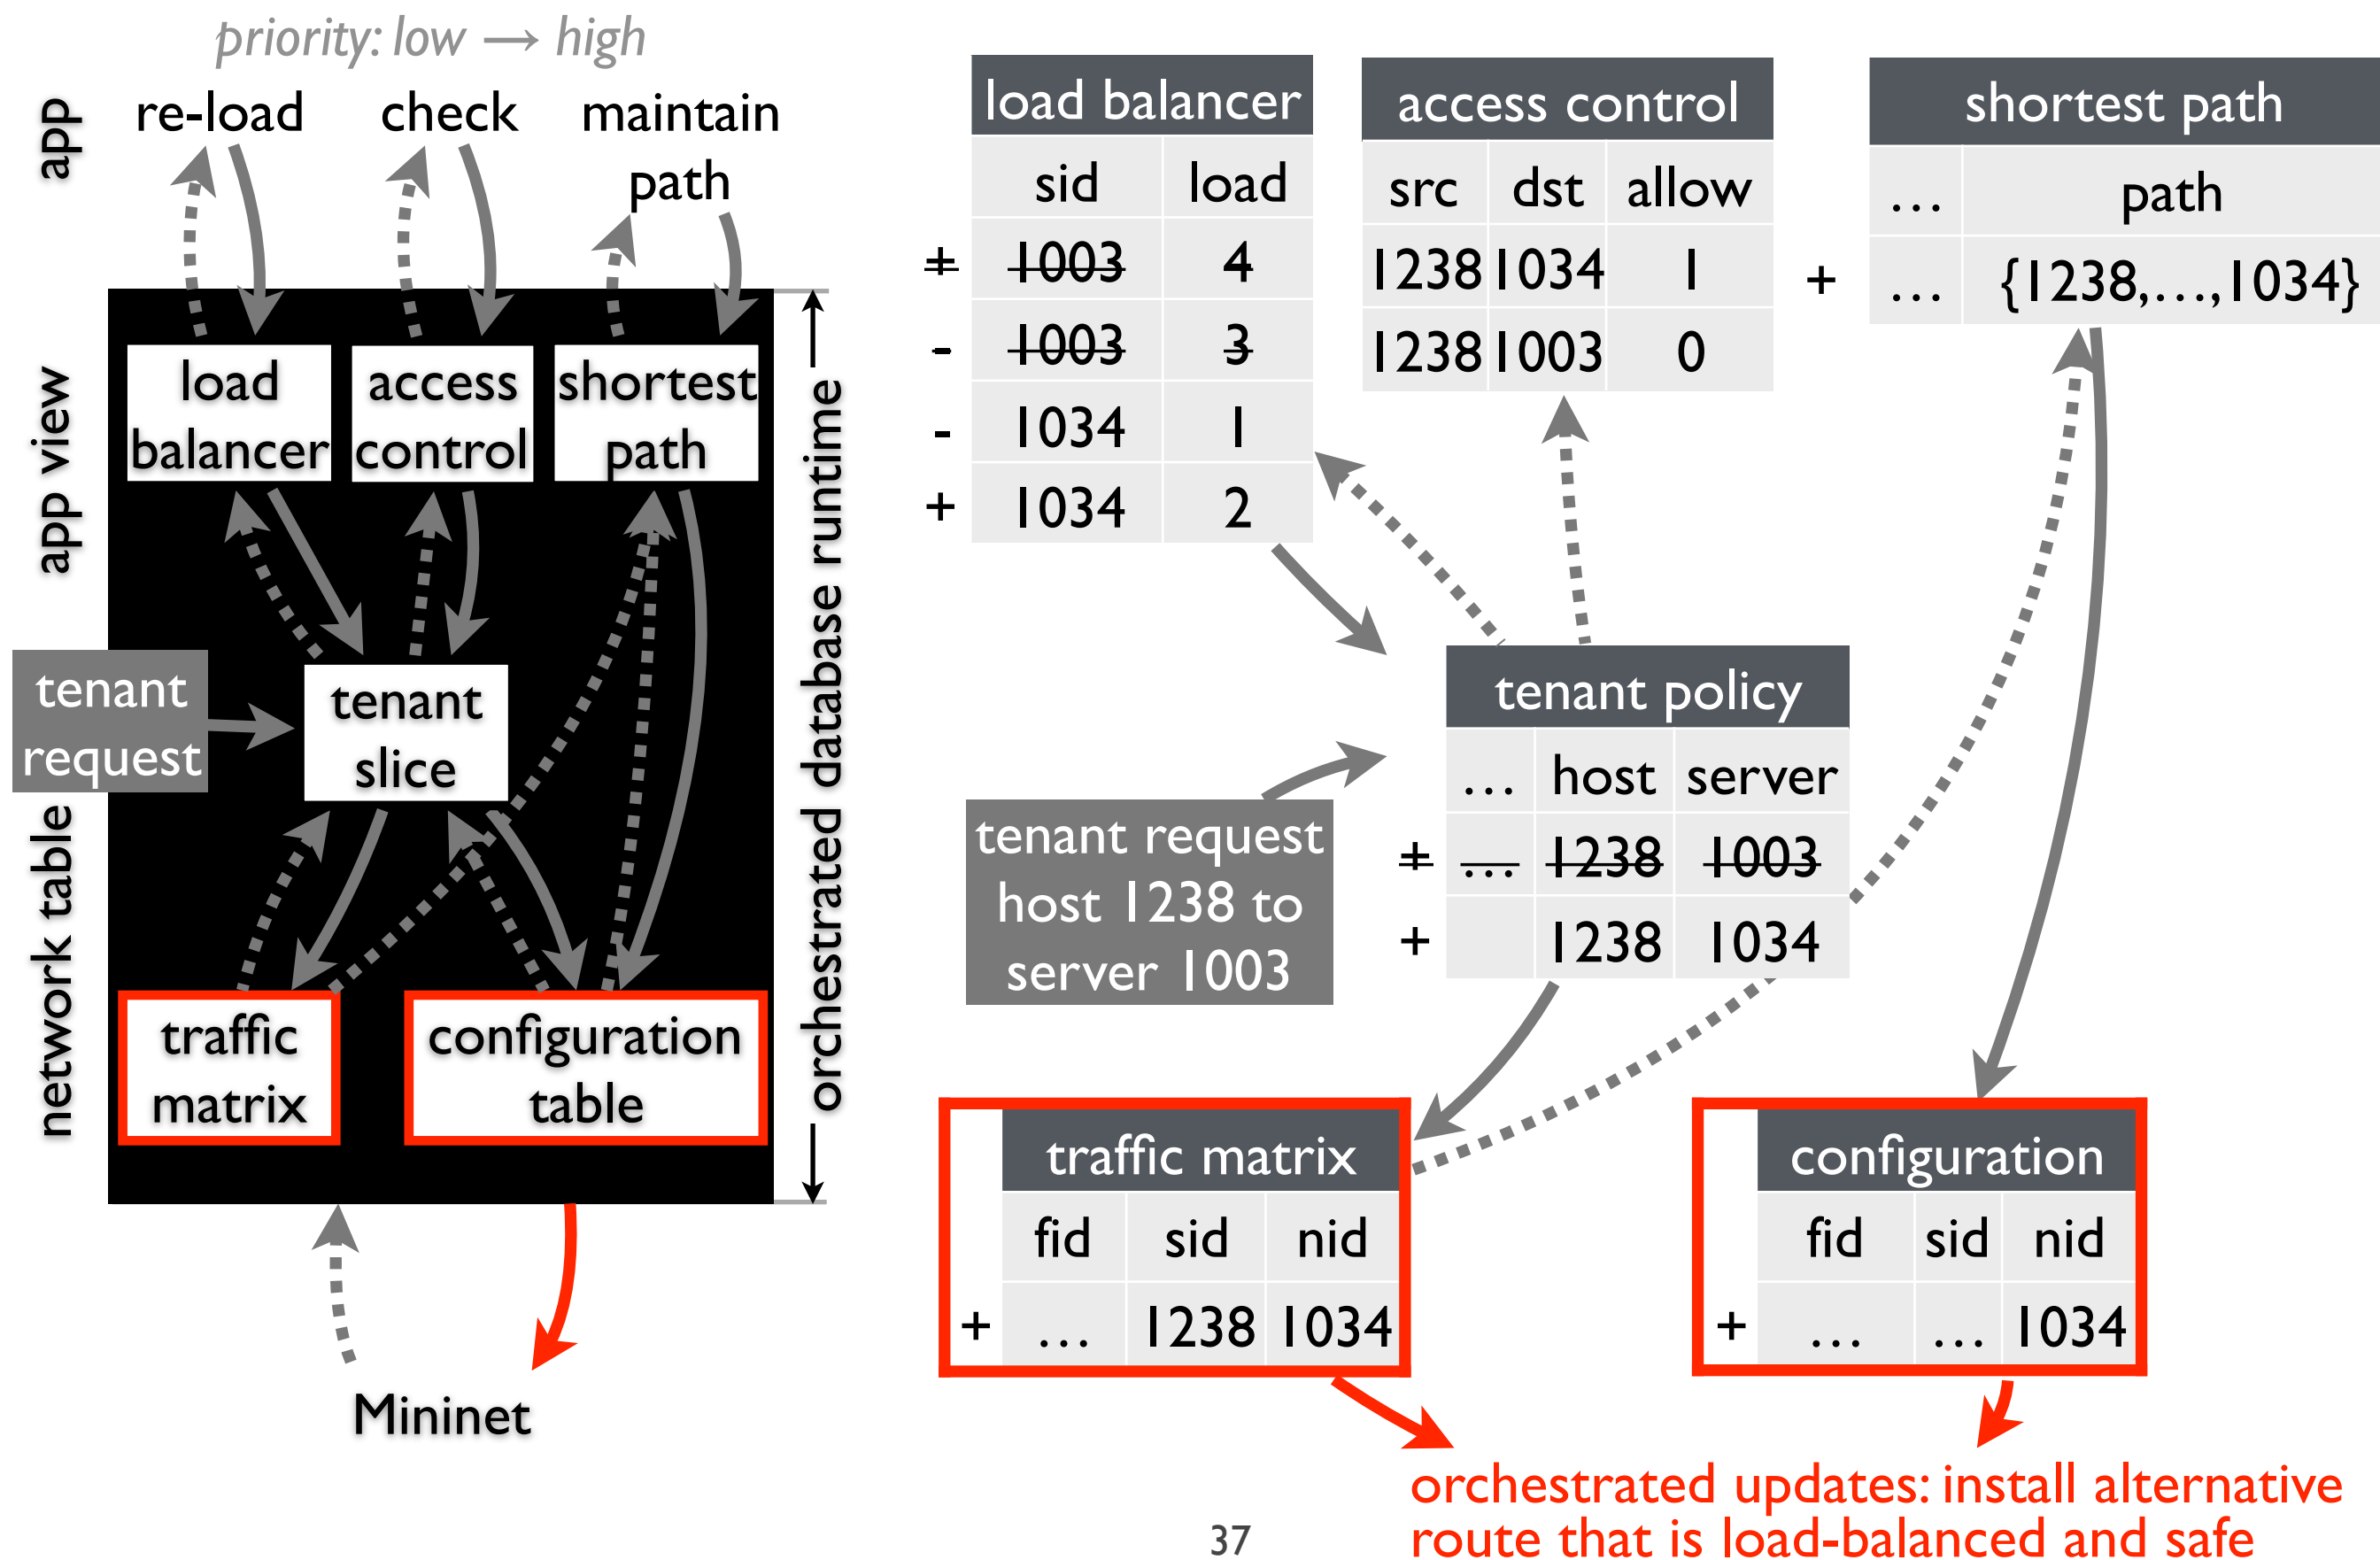 priority: low → high
app
re-load
check
maintain
path
app view
load
balancer
access
control
shortest
path
tenant
request
tenant
slice
network table
traffic
matrix
configuration
table
orchestrated database runtime
Mininet
load balancer
sid load
+ 1003 4
- 1003 3
- 1034 1
+ 1034 2
access control
src dst allow
1238 1034 1
1238 1003 0
shortest path
... path
+ ... {1238,...,1034}
tenant policy
... host server
+ ... 1238 1003
+ 1238 1034
tenant request
host 1238 to
server 1003
traffic matrix
fid sid nid
+ ... 1238 1034
configuration
fid sid nid
+ ... ... 1034
orchestrated updates: install alternative
route that is load-balanced and safe
37